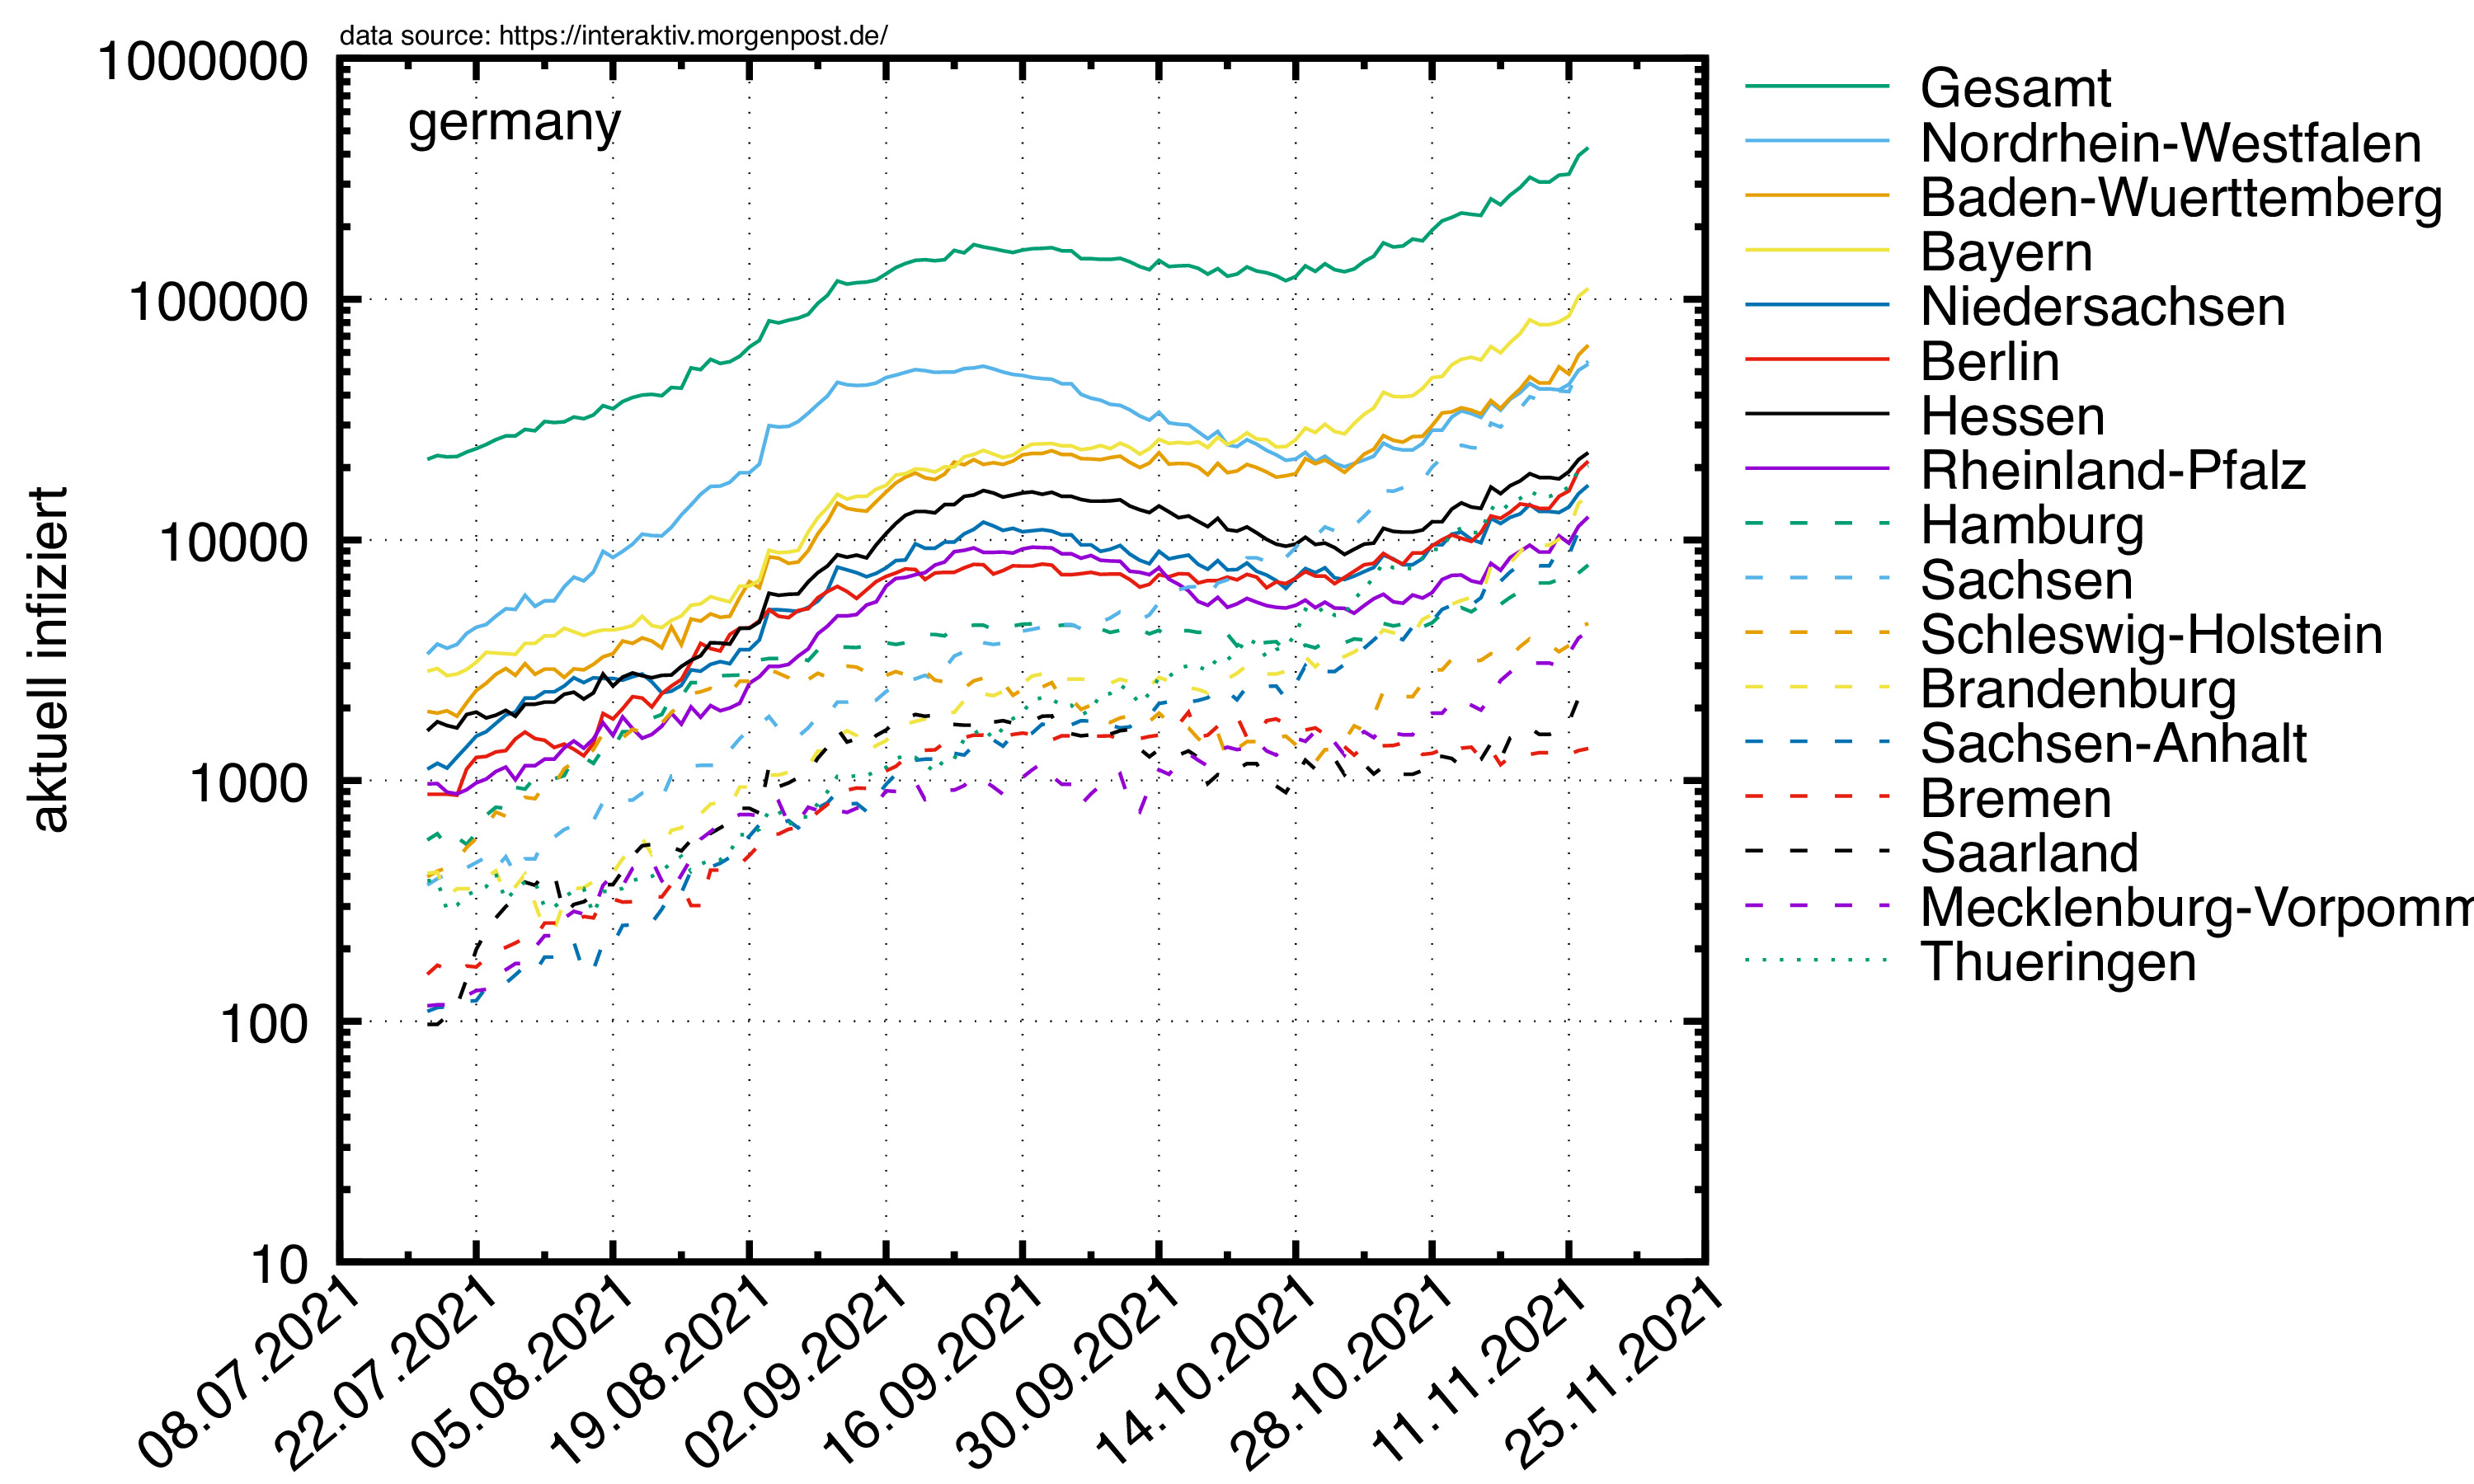 data source: https://interaktiv.morgenpost.de/
germany
aktuell infiziert
1000000
100000
10000
1000
100
10
08.07.2021
22.07.2021
05.08.2021
19.08.2021
02.09.2021
16.09.2021
30.09.2021
14.10.2021
28.10.2021
11.11.2021
25.11.2021
Gesamt
Nordrhein-Westfalen
Baden-Wuerttemberg
Bayern
Niedersachsen
Berlin
Hessen
Rheinland-Pfalz
Hamburg
Sachsen
Schleswig-Holstein
Brandenburg
Sachsen-Anhalt
Bremen
Saarland
Mecklenburg-Vorpomm
Thueringen